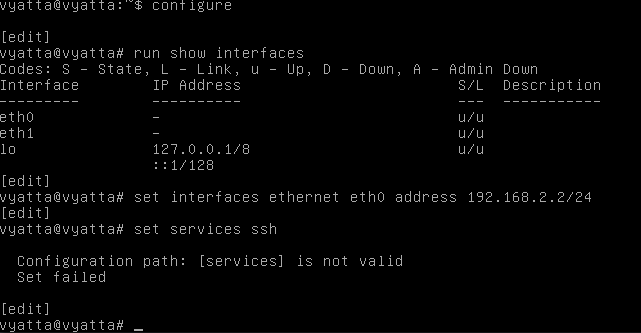 vyatta@vyatta:~$ configure
[edit]
vyatta@vyatta# run show interfaces
Codes: S - State, L - Link, u - Up, D - Down, A - Admin Down
Interface        IP Address                        S/L  Description
---------        ----------                        ---  -----------
eth0             -                                 u/u
eth1             -                                 u/u
lo               127.0.0.1/8                       u/u
                 ::1/128
[edit]
vyatta@vyatta# set interfaces ethernet eth0 address 192.168.2.2/24
[edit]
vyatta@vyatta# set services ssh
  Configuration path: [services] is not valid
  Set failed
[edit]
vyatta@vyatta# _